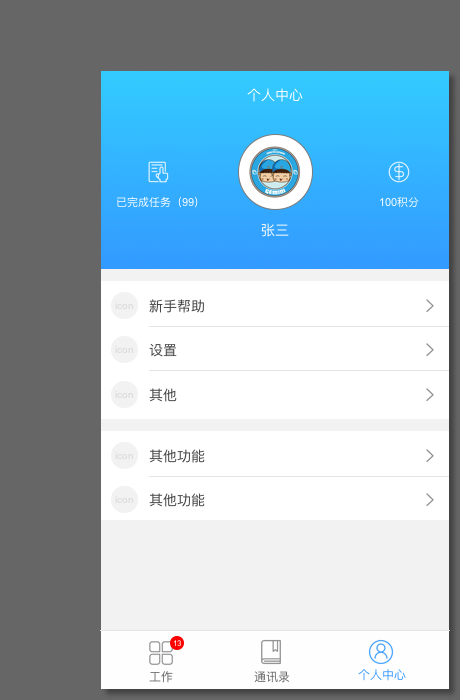 个人中心
已完成任务（99）
100积分
张三
icon 新手帮助
icon 设置
icon 其他
icon 其他功能
icon 其他功能
13
工作 通讯录 个人中心